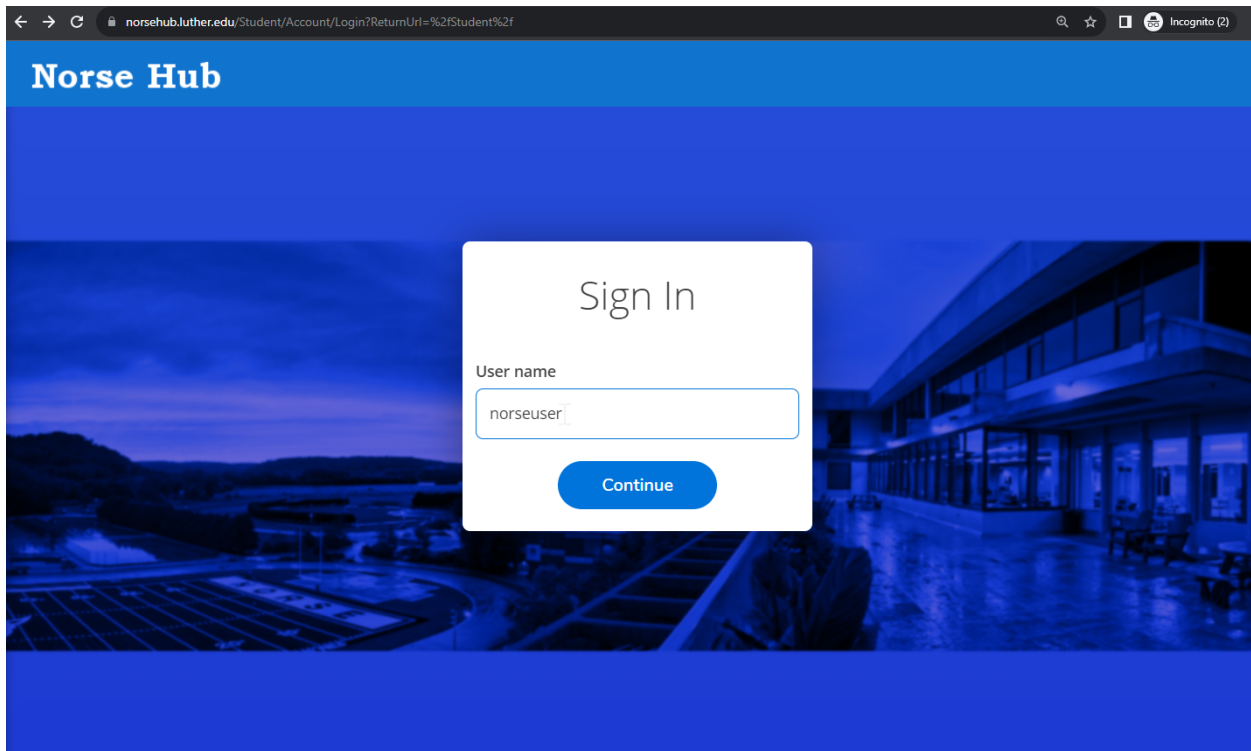 norsehub.luther.edu/Student/Account/Login?ReturnUrl=%2fStudent%2f
Incognito (2)
Norse Hub
Sign In
User name
norseuser
Continue
NORSE